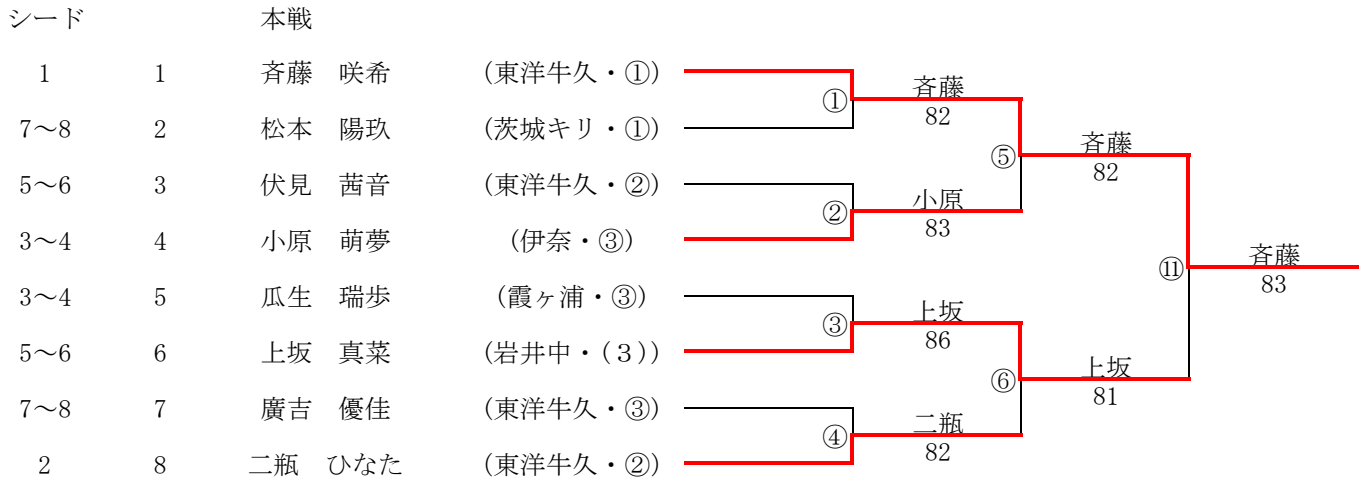 シード 本戦
1 1 斉藤 咲希 (東洋牛久・①)
① 斉藤
82
7～8 2 松本 陽玖 (茨城キリ・①)
⑤ 斉藤
82
5～6 3 伏見 茜音 (東洋牛久・②)
② 小原
83
3～4 4 小原 萌夢 (伊奈・③)
⑪ 斉藤
83
3～4 5 瓜生 瑞歩 (霞ヶ浦・③)
③ 上坂
86
5～6 6 上坂 真菜 (岩井中・(３))
⑥ 上坂
81
7～8 7 廣吉 優佳 (東洋牛久・③)
④ 二瓶
82
2 8 二瓶 ひなた (東洋牛久・②)